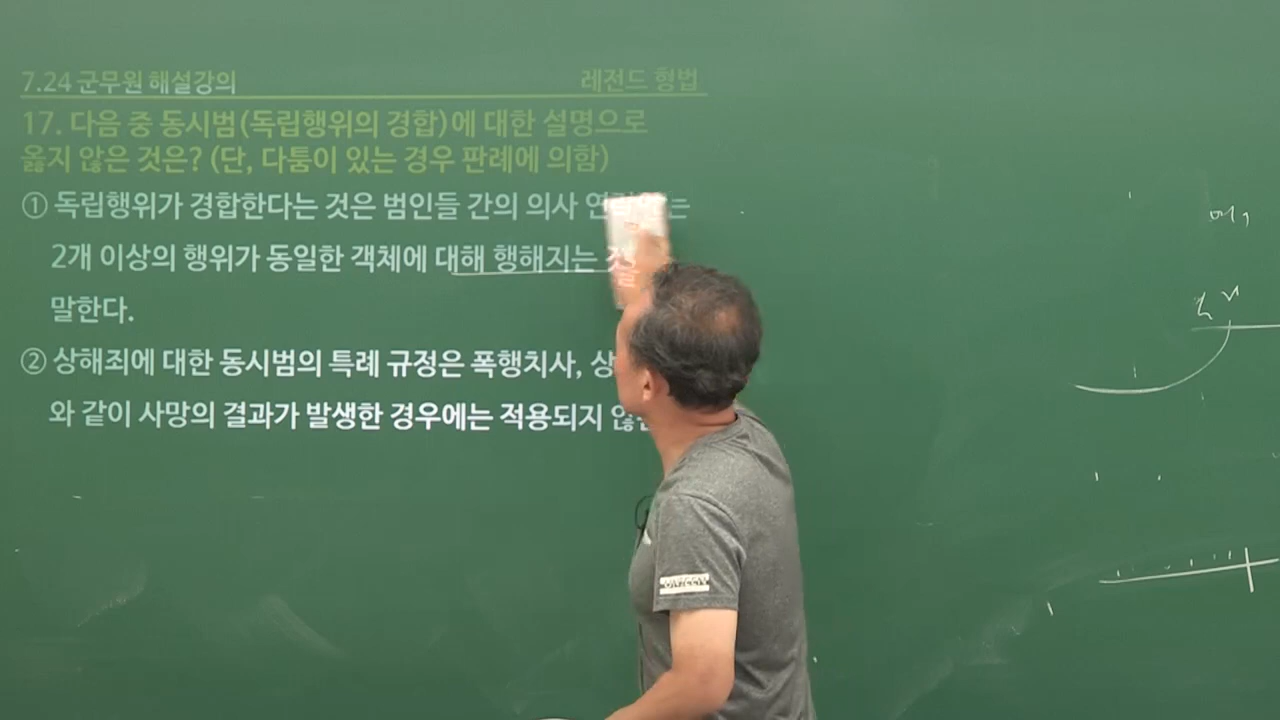 7.24 군무원 해설강의 레전드 형법
17. 다음 중 동시범(독립행위의 경합)에 대한 설명으로
옳지 않은 것은? (단, 다툼이 있는 경우 판례에 의함)
① 독립행위가 경합한다는 것은 범인들 간의 의사 연락 없는
2개 이상의 행위가 동일한 객체에 대해 행해지는 것을
말한다.
② 상해죄에 대한 동시범의 특례 규정은 폭행치사, 상
와 같이 사망의 결과가 발생한 경우에는 적용되지 않